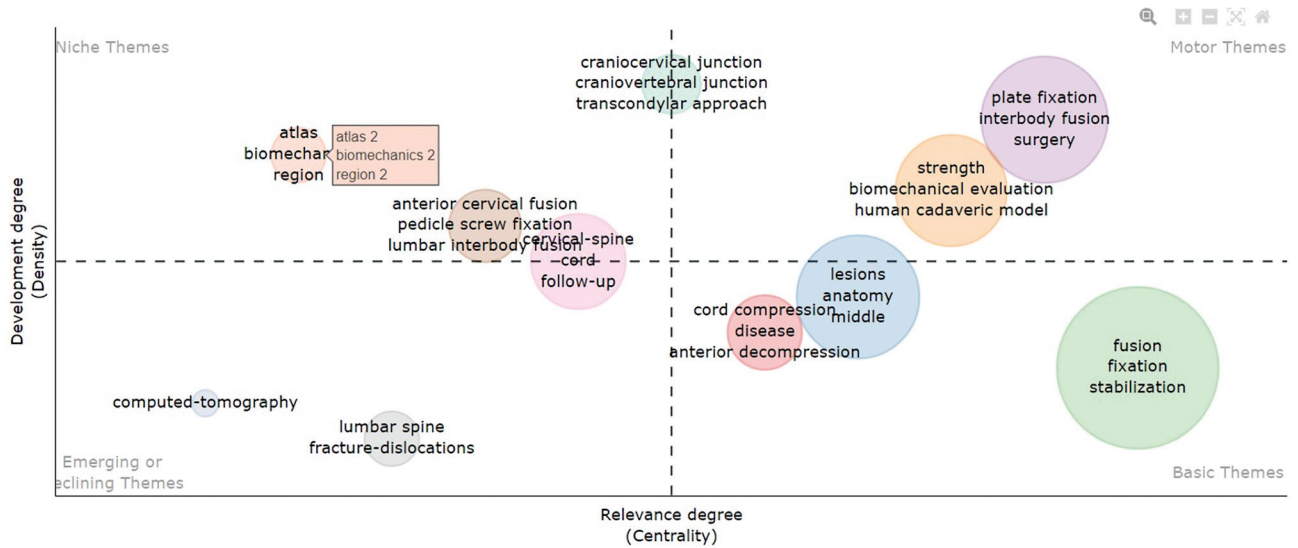 Niche Themes
Motor Themes
craniocervical junction
craniovertebral junction
transcondylar approach
plate fixation
interbody fusion
surgery
atlas
biomechar
region
atlas 2
biomechanics 2
region 2
strength
biomechanical evaluation
human cadaveric model
anterior cervical fusion
pedicle screw fixation
lumbar interbody fusion
cervical-spine
cord
follow-up
lesions
anatomy
middle
cord compression
disease
anterior decompression
fusion
fixation
stabilization
computed-tomography
lumbar spine
fracture-dislocations
Emerging or
eclining Themes
Basic Themes
Development degree
(Density)
Relevance degree
(Centrality)